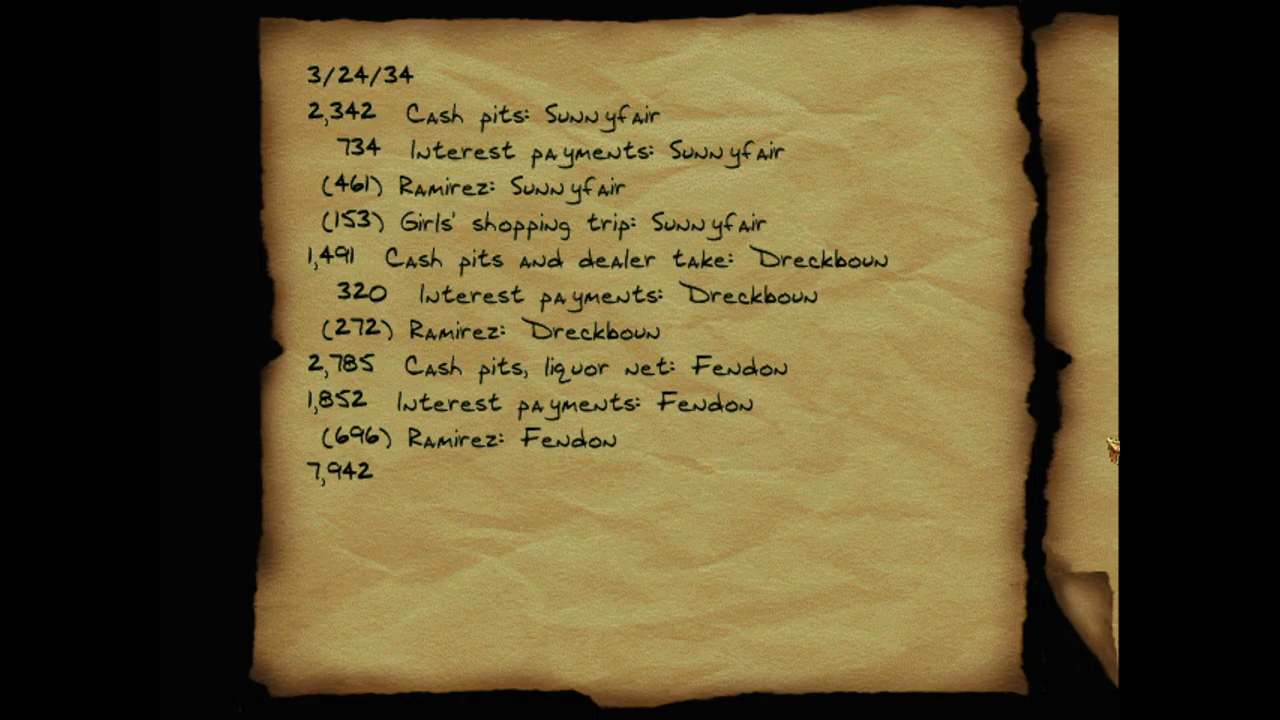 3/24/34
2,342 Cash pits: Sunnyfair
734 Interest payments: Sunnyfair
(461) Ramirez: Sunnyfair
(153) Girls' shopping trip: Sunnyfair
1,491 Cash pits and dealer take: Dreckboun
320 Interest payments: Dreckboun
(272) Ramirez: Dreckboun
2,785 Cash pits, liquor net: Fendon
1,852 Interest payments: Fendon
(696) Ramirez: Fendon
7,942